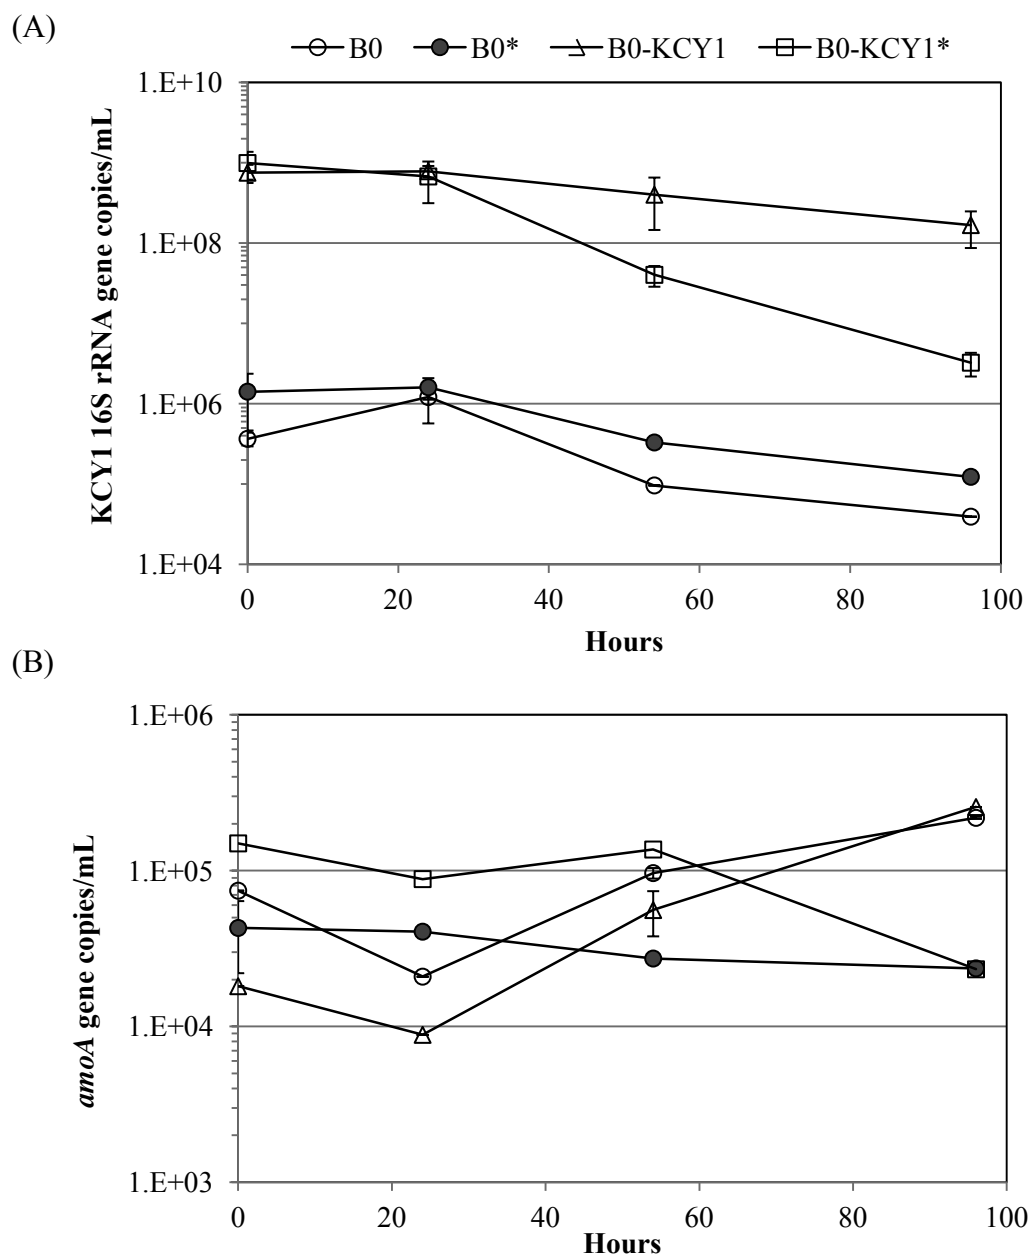 (A)
B0 B0* B0-KCY1 B0-KCY1*
KCY1 16S rRNA gene copies/mL
1.E+10
1.E+08
1.E+06
1.E+04
0 20 40 60 80 100
Hours
(B)
amoA gene copies/mL
1.E+06
1.E+05
1.E+04
1.E+03
0 20 40 60 80 100
Hours